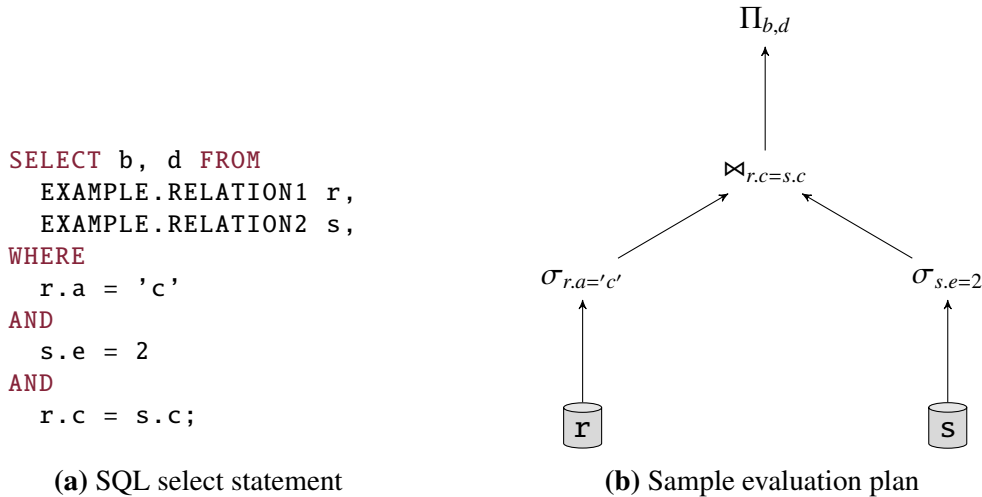 SELECT b, d FROM
EXAMPLE.RELATION1 r,
EXAMPLE.RELATION2 s,
WHERE
r.a = 'c'
AND
s.e = 2
AND
r.c = s.c;
(a) SQL select statement
Π_{b,d}
⋈_{r.c=s.c}
σ_{r.a='c'}
σ_{s.e=2}
r
s
(b) Sample evaluation plan